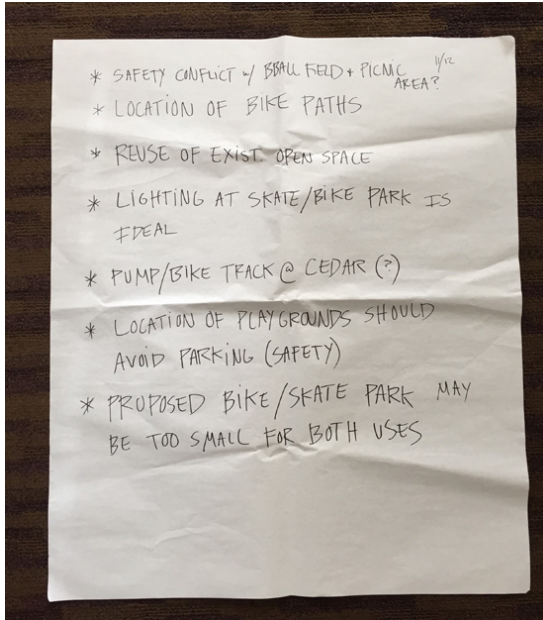 11/12
* SAFETY CONFLICT w/ BBALL FIELD + PICNIC
AREA?
* LOCATION OF BIKE PATHS
* REUSE OF EXIST. OPEN SPACE
* LIGHTING AT SKATE/BIKE PARK IS
IDEAL
* PUMP/BIKE TRACK @ CEDAR (?)
* LOCATION OF PLAYGROUNDS SHOULD
AVOID PARKING (SAFETY)
* PROPOSED BIKE/SKATE PARK MAY
BE TOO SMALL FOR BOTH USES